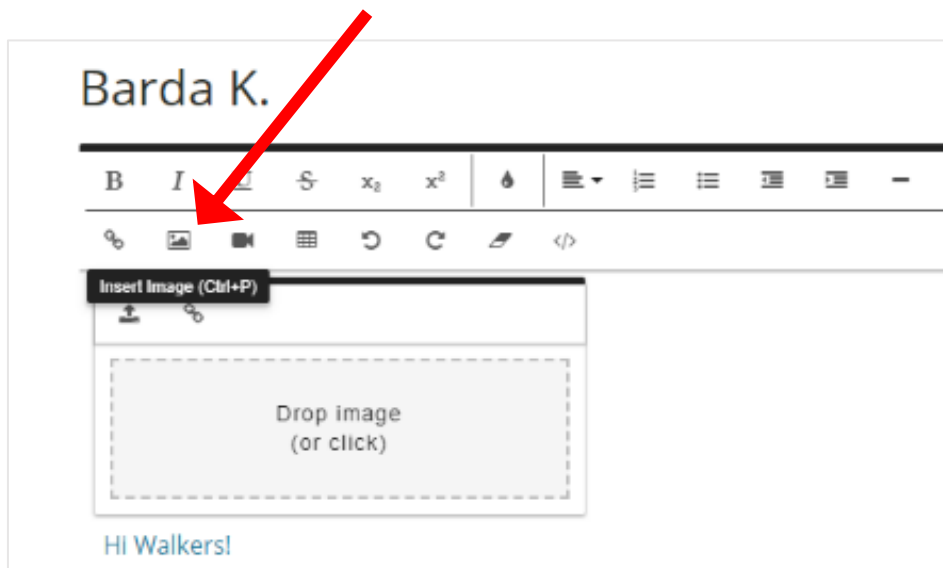 Barda K.
B I U S x₂ x²
</>
Insert Image (Ctrl+P)
Drop image
(or click)
Hi Walkers!